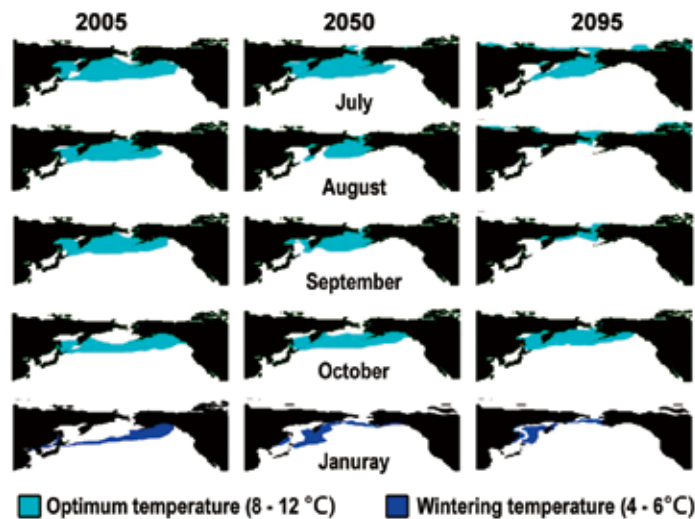 2005 2050 2095
July
August
September
October
Januray
Optimum temperature (8 - 12 °C) Wintering temperature (4 - 6°C)